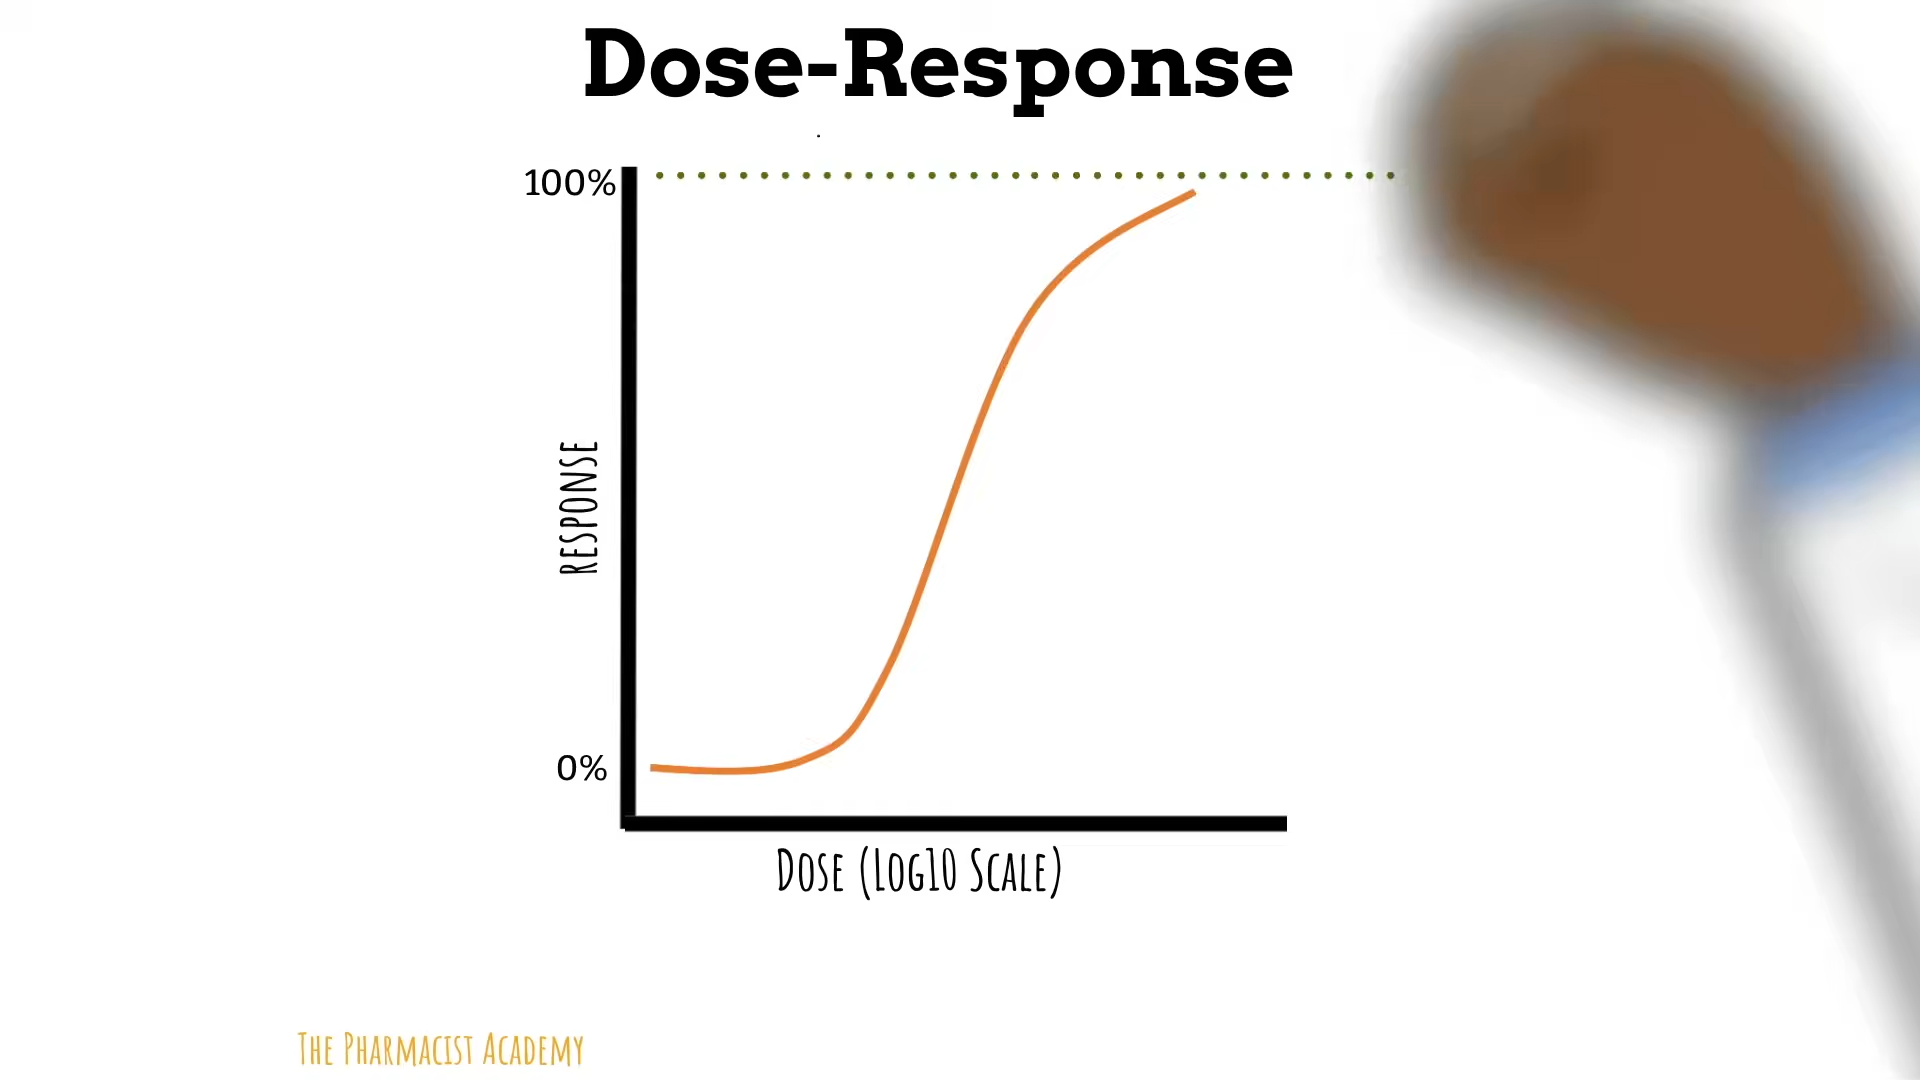 Dose-Response
100%
RESPONSE
0%
Dose (Log10 Scale)
The Pharmacist Academy